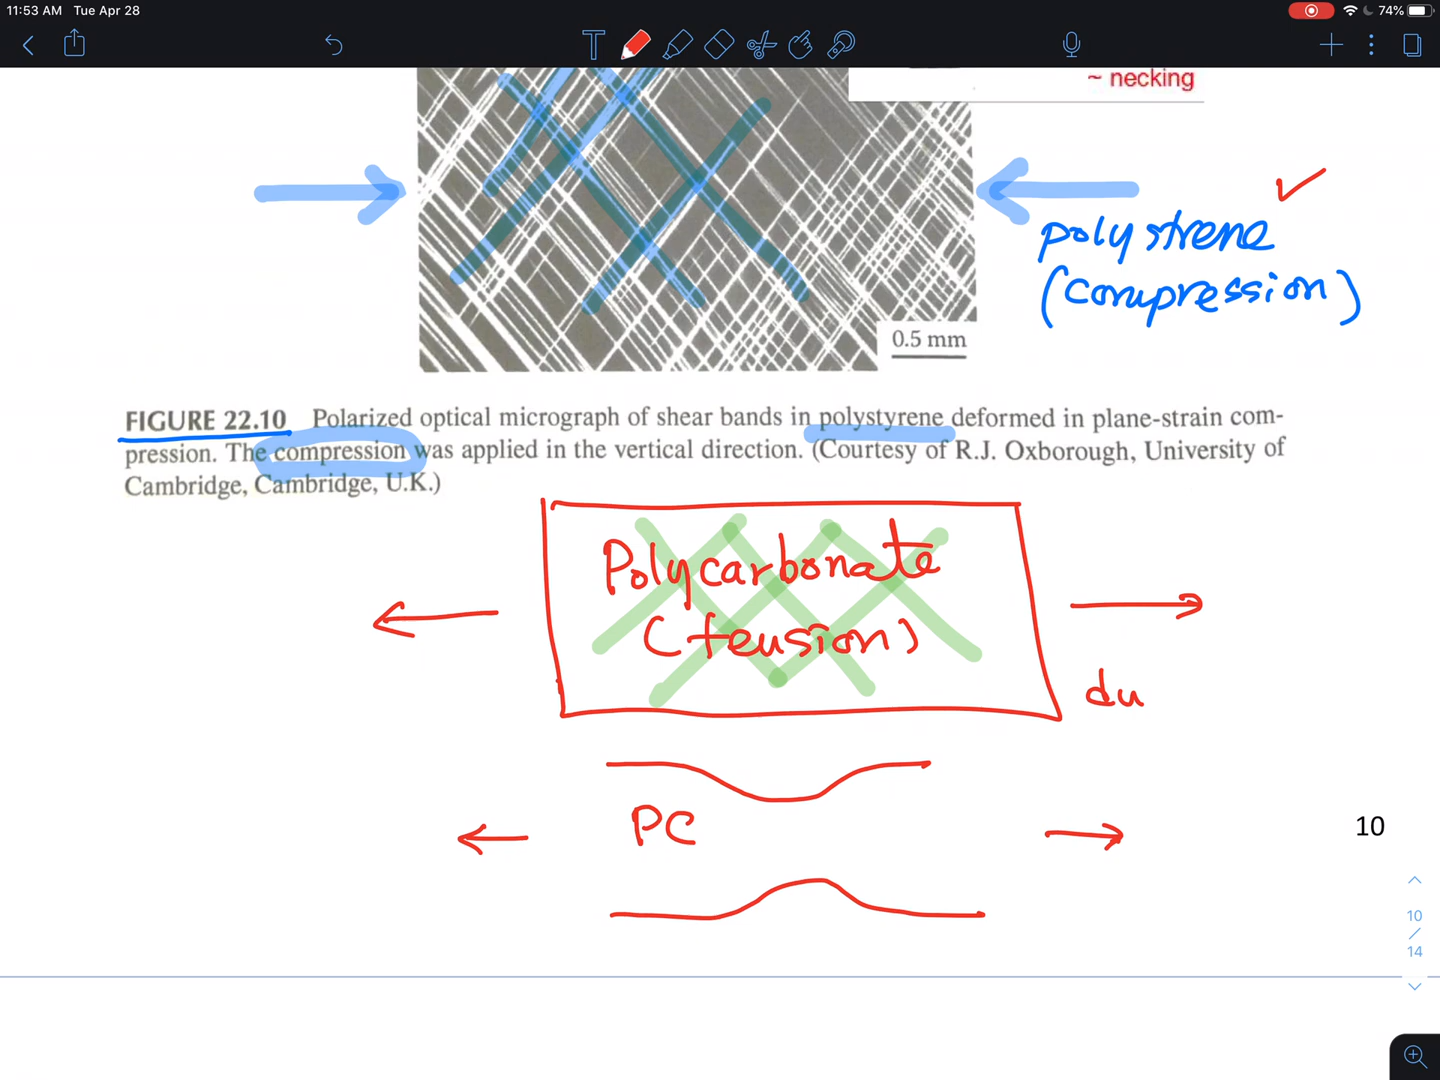 11:53 AM Tue Apr 28
74%
~ necking
polystrene
(compression)
0.5 mm
FIGURE 22.10 Polarized optical micrograph of shear bands in polystyrene deformed in plane-strain com-
pression. The compression was applied in the vertical direction. (Courtesy of R.J. Oxborough, University of
Cambridge, Cambridge, U.K.)
Polycarbonate
(tension)
du
PC
10
10
/
14